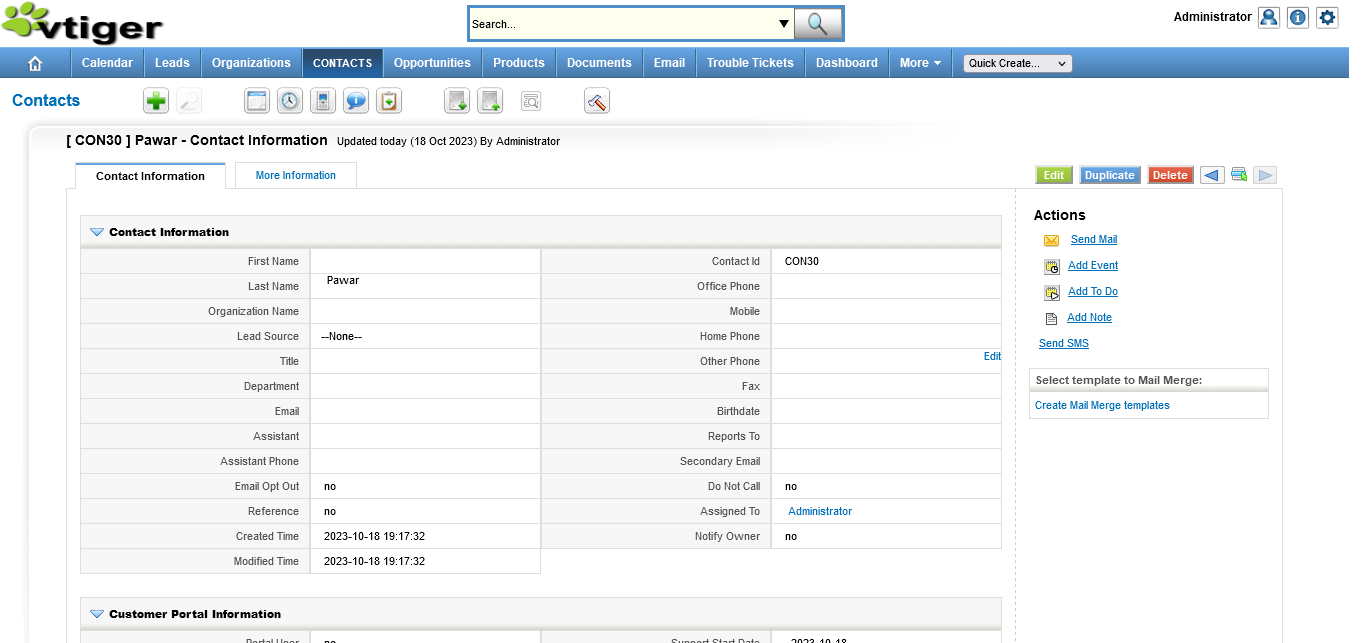 vtiger
Search...
Administrator
Calendar Leads Organizations CONTACTS Opportunities Products Documents Email Trouble Tickets Dashboard More Quick Create...
Contacts
[ CON30 ] Pawar - Contact Information Updated today (18 Oct 2023) By Administrator
Contact Information More Information
Edit Duplicate Delete
Contact Information
First Name Contact Id CON30
Last Name Pawar Office Phone
Organization Name Mobile
Lead Source --None-- Home Phone
Title Other Phone Edit
Department Fax
Email Birthdate
Assistant Reports To
Assistant Phone Secondary Email
Email Opt Out no Do Not Call no
Reference no Assigned To Administrator
Created Time 2023-10-18 19:17:32 Notify Owner no
Modified Time 2023-10-18 19:17:32
Customer Portal Information
Portal User no Support Start Date 2023-10-18
Actions
Send Mail
Add Event
Add To Do
Add Note
Send SMS
Select template to Mail Merge:
Create Mail Merge templates